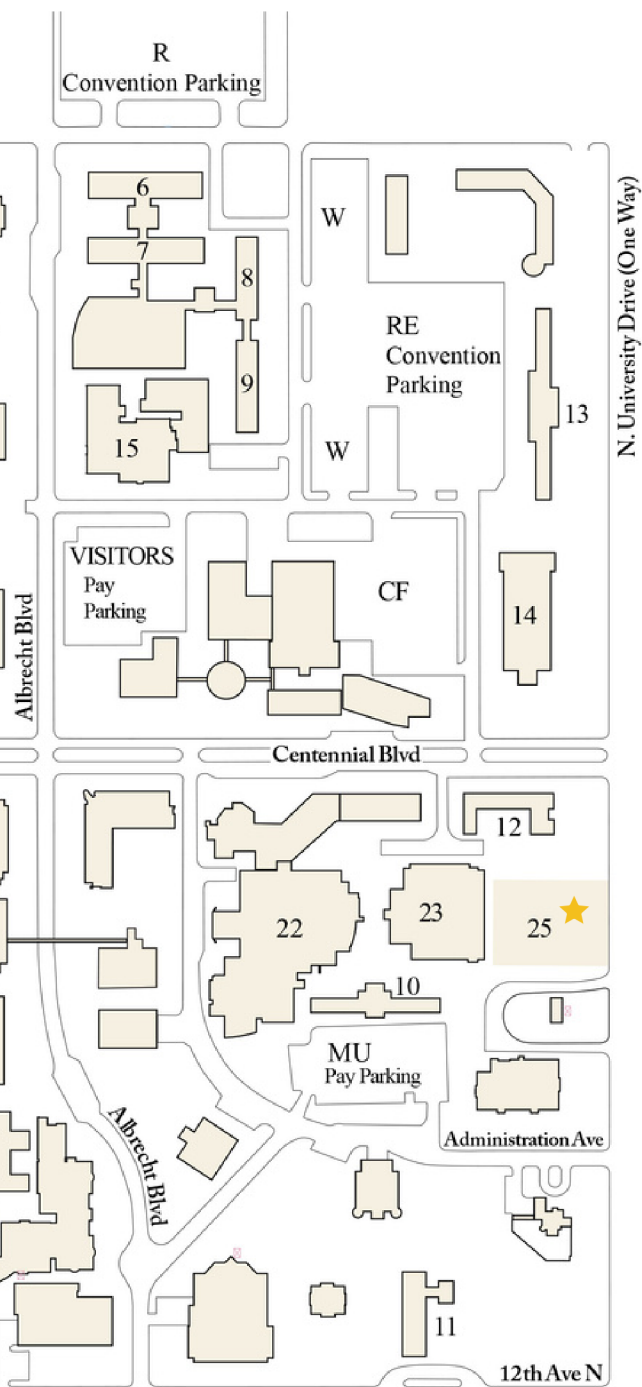 R
Convention Parking
6
7
8
9
15
W
RE
Convention
Parking
W
13
N. University Drive (One Way)
VISITORS
Pay
Parking
CF
14
Albrecht Blvd
Centennial Blvd
12
22
23
25
10
MU
Pay Parking
Administration Ave
Albrecht Blvd
11
12th Ave N